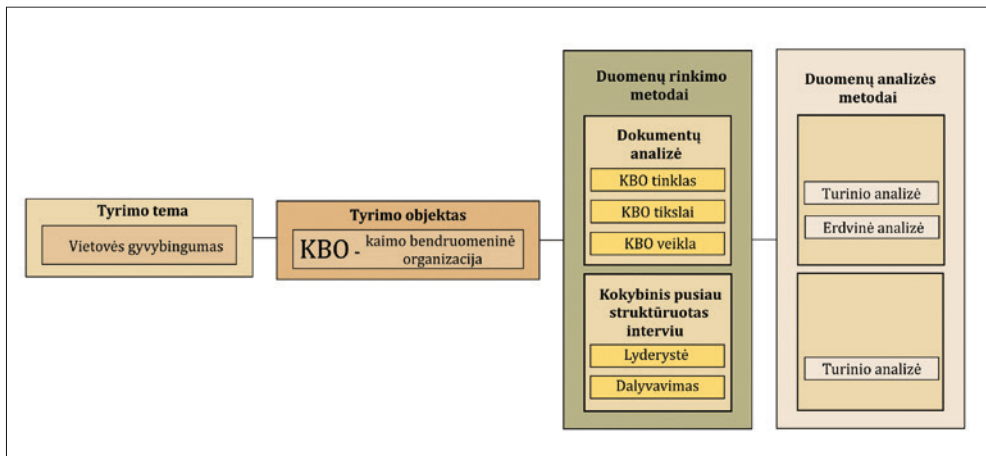 Tyrimo tema
Vietovės gyvybingumas
Tyrimo objektas
KBO - kaimo bendruomeninė
organizacija
Duomenų rinkimo
metodai
Dokumentų
analizė
KBO tinklas
KBO tikslai
KBO veikla
Kokybinis pusiau
struktūruotas
interviu
Lyderystė
Dalyvavimas
Duomenų analizės
metodai
Turinio analizė
Erdvinė analizė
Turinio analizė